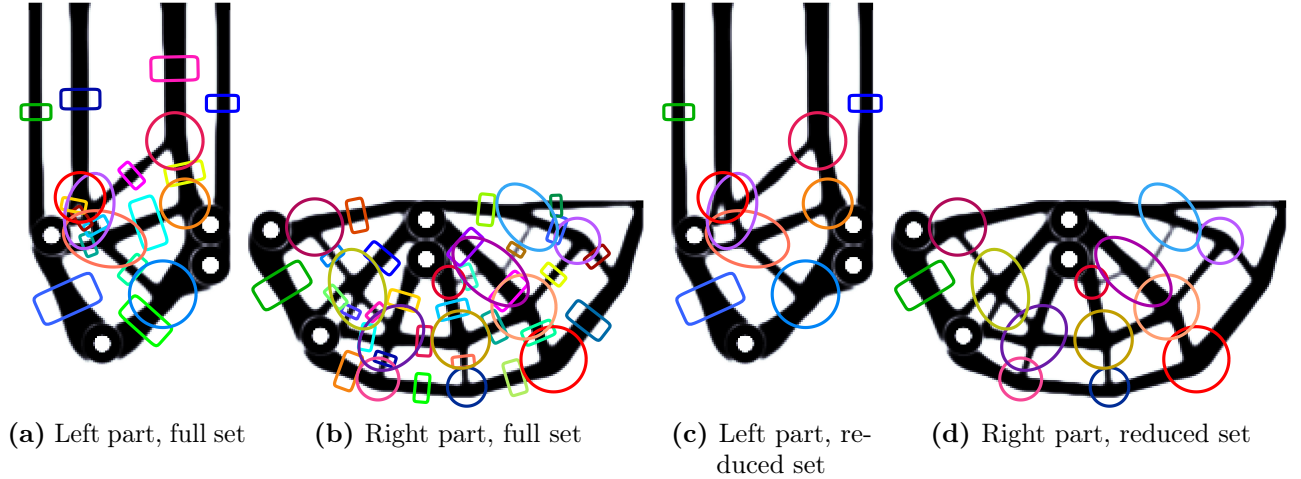 (a) Left part, full set
(b) Right part, full set
(c) Left part, re-
duced set
(d) Right part, reduced set